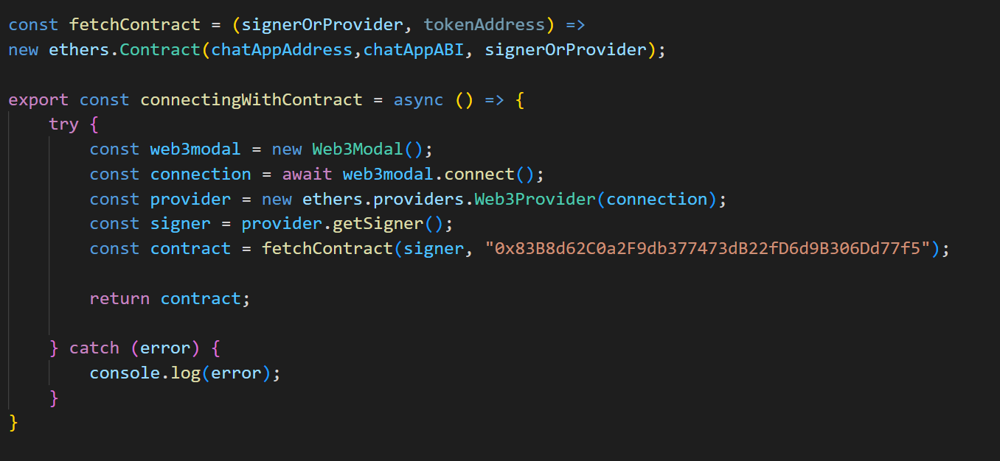 const fetchContract = (signerOrProvider, tokenAddress) =>
new ethers.Contract(chatAppAddress,chatAppABI, signerOrProvider);
export const connectingWithContract = async () => {
try {
const web3modal = new Web3Modal();
const connection = await web3modal.connect();
const provider = new ethers.providers.Web3Provider(connection);
const signer = provider.getSigner();
const contract = fetchContract(signer, "0x83B8d62C0a2F9db377473dB22fD6d9B306Dd77f5");
return contract;
} catch (error) {
console.log(error);
}
}